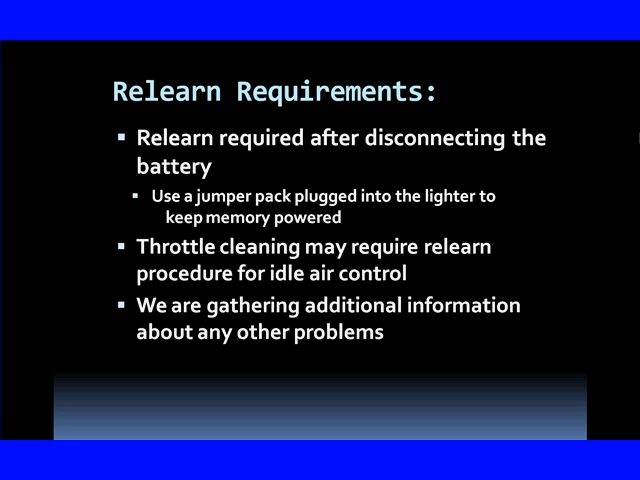 Relearn Requirements:
▪ Relearn required after disconnecting the
battery
▪ Use a jumper pack plugged into the lighter to
keep memory powered
▪ Throttle cleaning may require relearn
procedure for idle air control
▪ We are gathering additional information
about any other problems